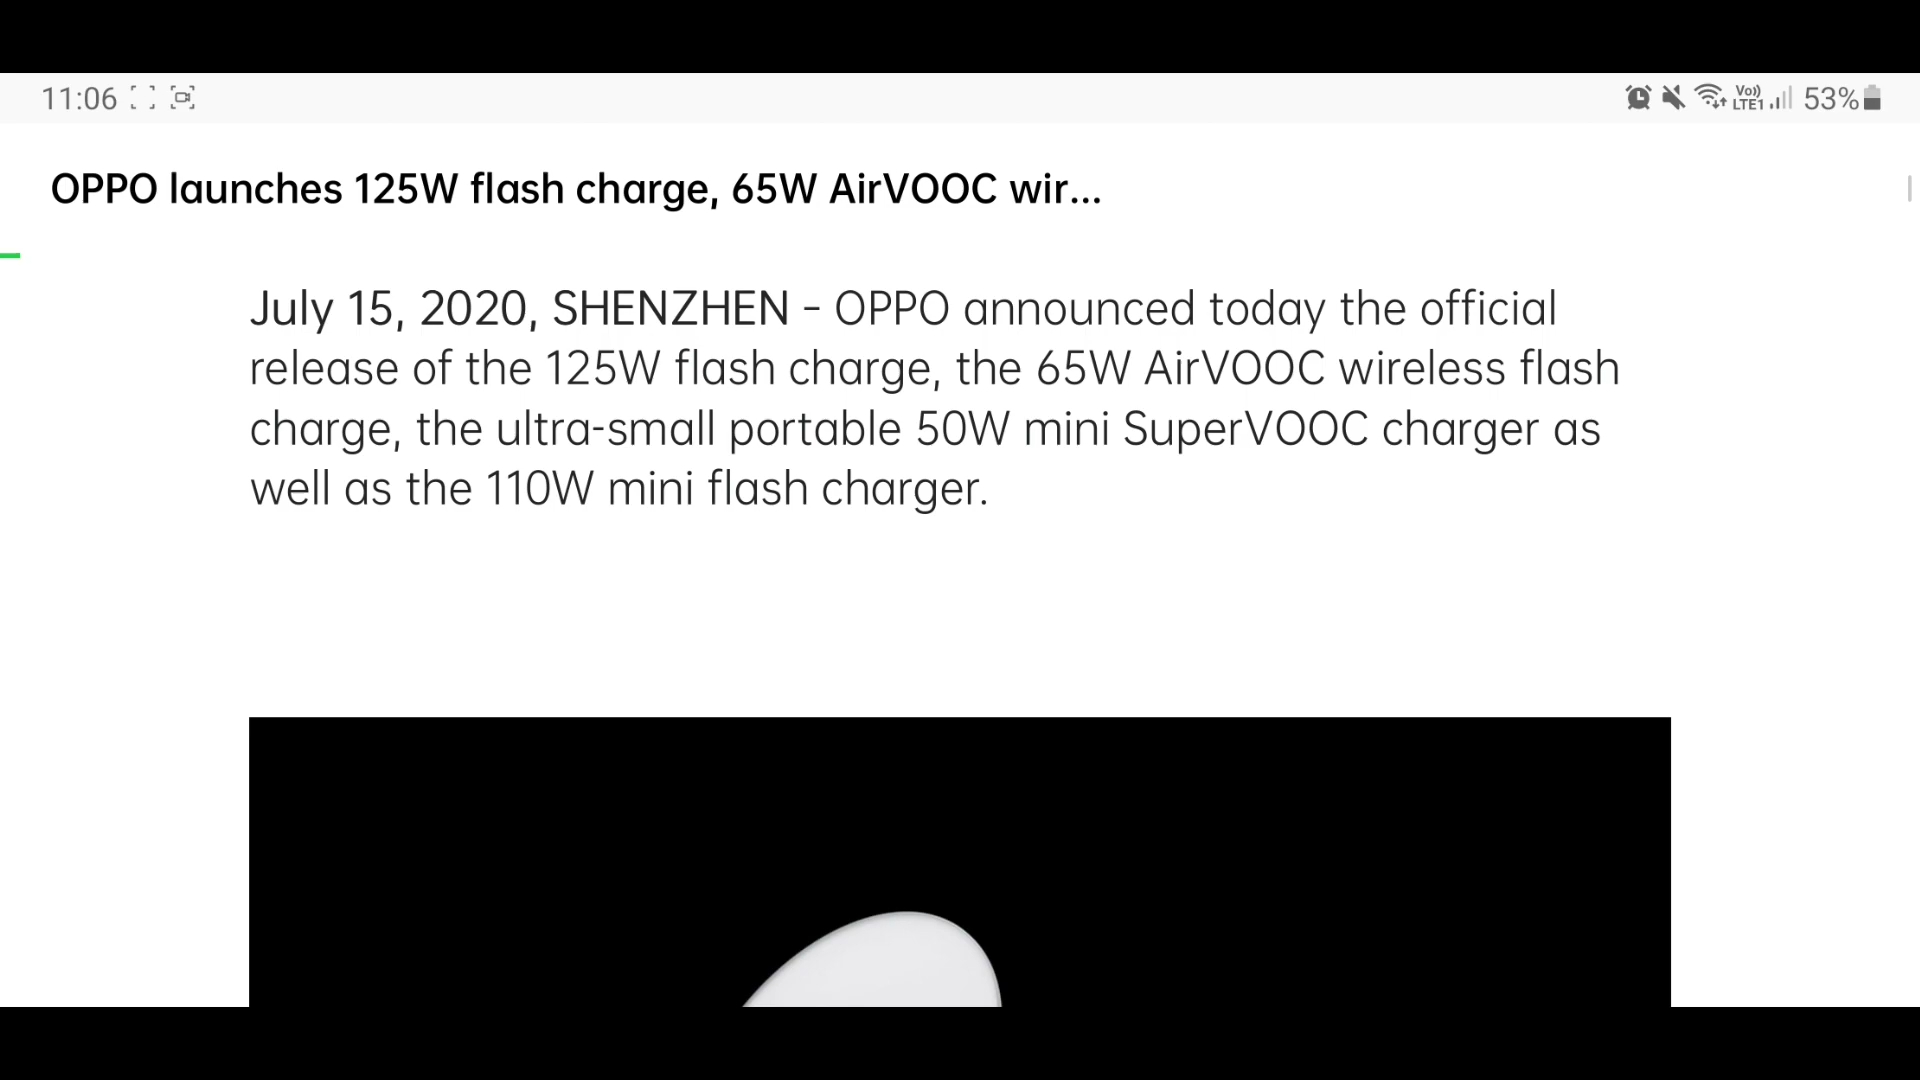 11:06
Vo))
LTE1
53%
OPPO launches 125W flash charge, 65W AirVOOC wir...
July 15, 2020, SHENZHEN – OPPO announced today the official
release of the 125W flash charge, the 65W AirVOOC wireless flash
charge, the ultra-small portable 50W mini SuperVOOC charger as
well as the 110W mini flash charger.